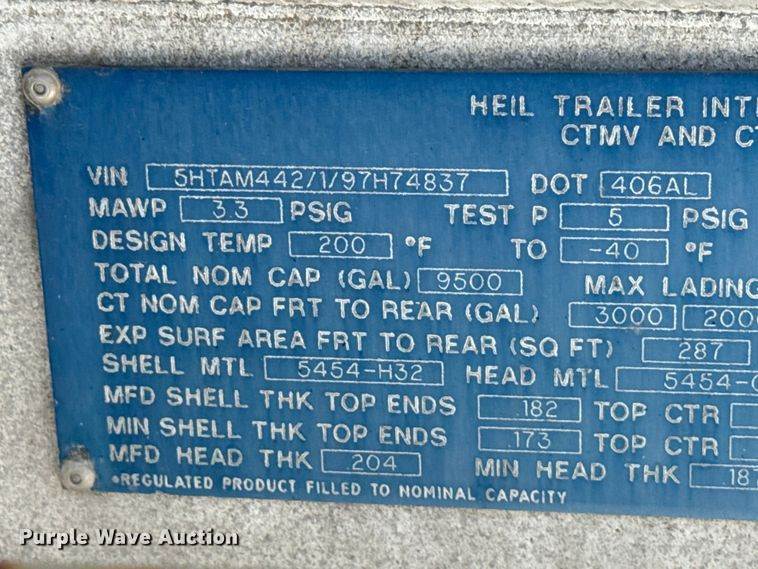 HEIL TRAILER INT
CTMV AND
VIN 5HTAM442/1/97H74837 DOT 406AL
MAWP 3.3 PSIG TEST P 5 PSIG
DESIGN TEMP 200 °F TO -40 °F
TOTAL NOM CAP (GAL) 9500 MAX LADING
CT NOM CAP FRT TO REAR (GAL) 3000 200
EXP SURF AREA FRT TO REAR (SQ FT) 287
SHELL MTL 5454-H32 HEAD MTL 5454-
MFD SHELL THK TOP ENDS .182 TOP CTR
MIN SHELL THK TOP ENDS .173 TOP CTR
MFD HEAD THK .204 MIN HEAD THK .187
*REGULATED PRODUCT FILLED TO NOMINAL CAPACITY
Purple Wave Auction